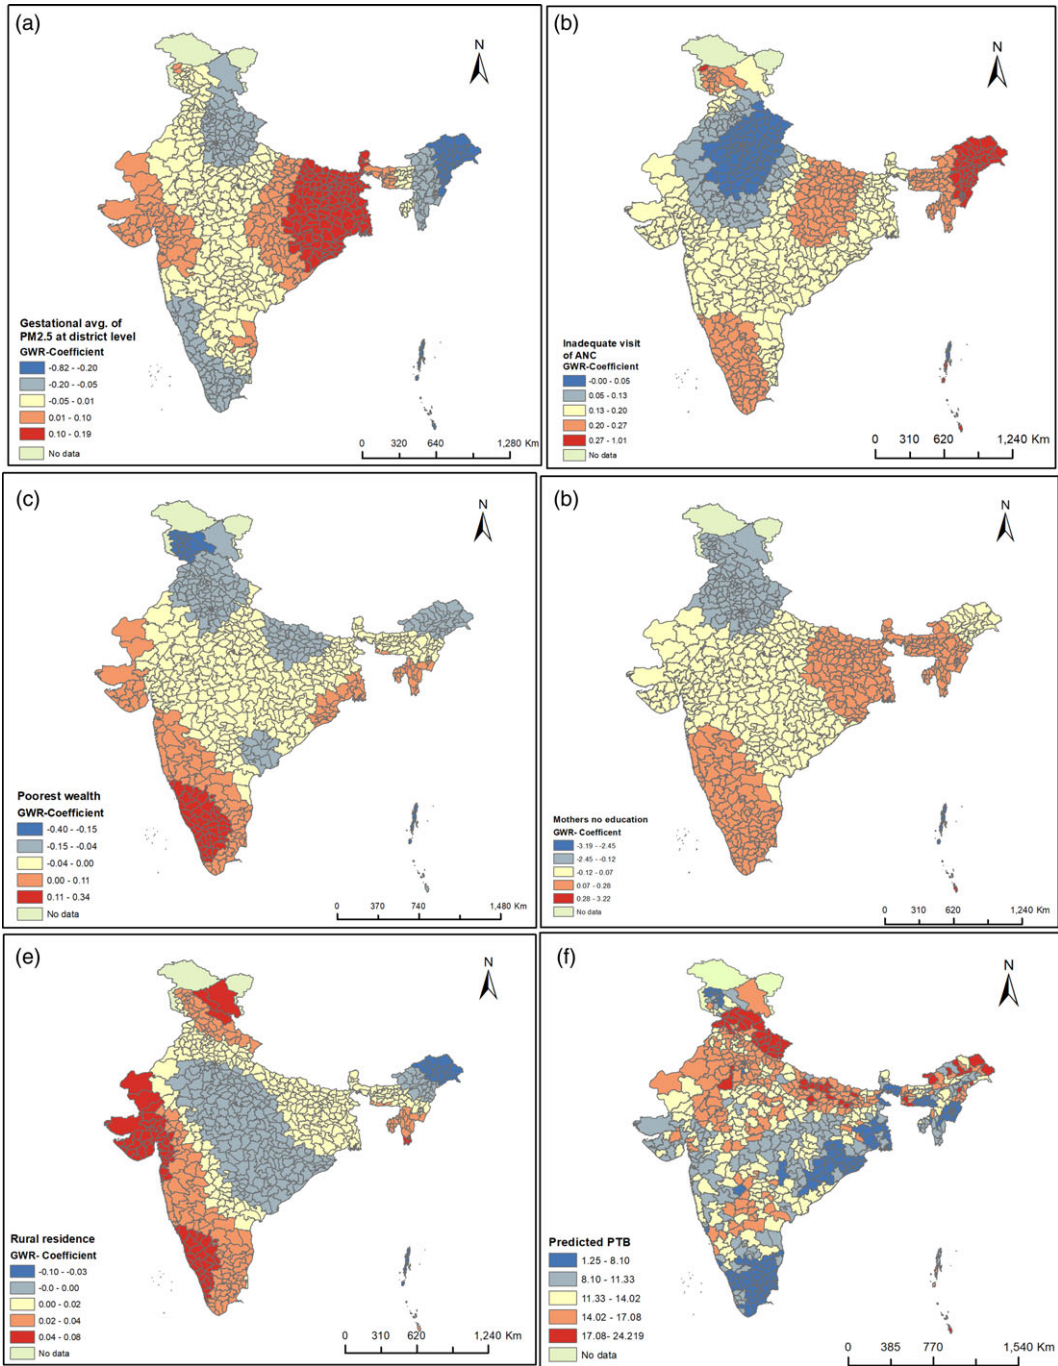 (a)
N
Gestational avg. of
PM2.5 at district level
GWR-Coefficient
-0.82 - -0.20
-0.20 - -0.05
-0.05 - 0.01
0.01 - 0.10
0.10 - 0.19
No data
0 320 640 1,280 Km
(b)
N
Inadequate visit
of ANC
GWR-Coefficient
-0.00 - 0.05
0.05 - 0.13
0.13 - 0.20
0.20 - 0.27
0.27 - 1.01
No data
0 310 620 1,240 Km
(c)
N
Poorest wealth
GWR-Coefficient
-0.40 - -0.15
-0.15 - -0.04
-0.04 - 0.00
0.00 - 0.11
0.11 - 0.34
No data
0 370 740 1,480 Km
(b)
N
Mothers no education
GWR- Coefficent
-3.19 - -2.45
-2.45 - -0.12
-0.12 - 0.07
0.07 - 0.28
0.28 - 3.22
No data
0 310 620 1,240 Km
(e)
N
Rural residence
GWR- Coefficient
-0.10 - -0.03
-0.0 - 0.00
0.00 - 0.02
0.02 - 0.04
0.04 - 0.08
No data
0 310 620 1,240 Km
(f)
N
Predicted PTB
1.25 - 8.10
8.10 - 11.33
11.33 - 14.02
14.02 - 17.08
17.08- 24.219
No data
0 385 770 1,540 Km